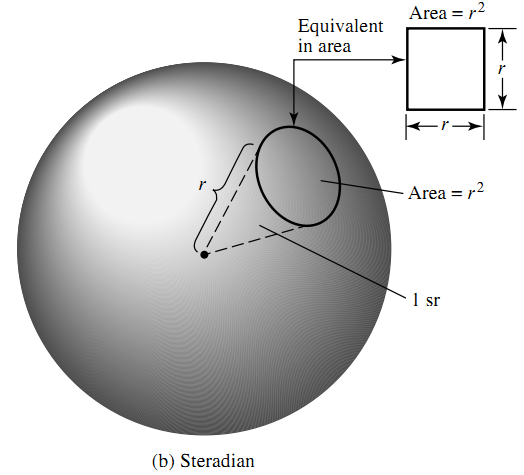 Area = r²
Equivalent
in area
r
r
r
Area = r²
1 sr
(b) Steradian